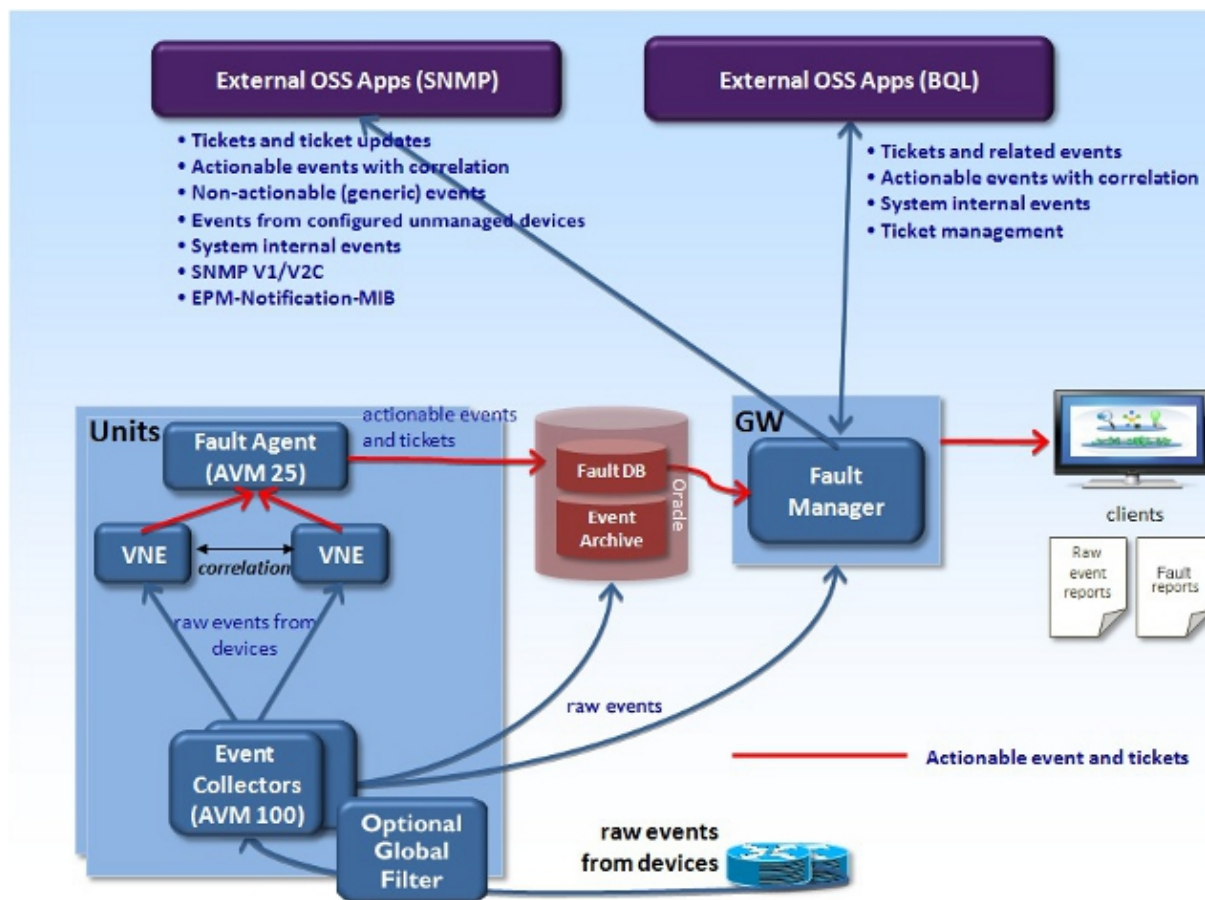 External OSS Apps (SNMP)
• Tickets and ticket updates
• Actionable events with correlation
• Non-actionable (generic) events
• Events from configured unmanaged devices
• System internal events
• SNMP V1/V2C
• EPM-Notification-MIB
External OSS Apps (BQL)
• Tickets and related events
• Actionable events with correlation
• System internal events
• Ticket management
Units
Fault Agent
(AVM 25)
actionable events
and tickets
VNE
correlation
VNE
raw events from
devices
Event
Collectors
(AVM 100)
Optional
Global
Filter
Fault DB
Event
Archive
Oracle
GW
Fault
Manager
clients
Raw
event
reports
Fault
reports
raw events
Actionable event and tickets
raw events
from devices